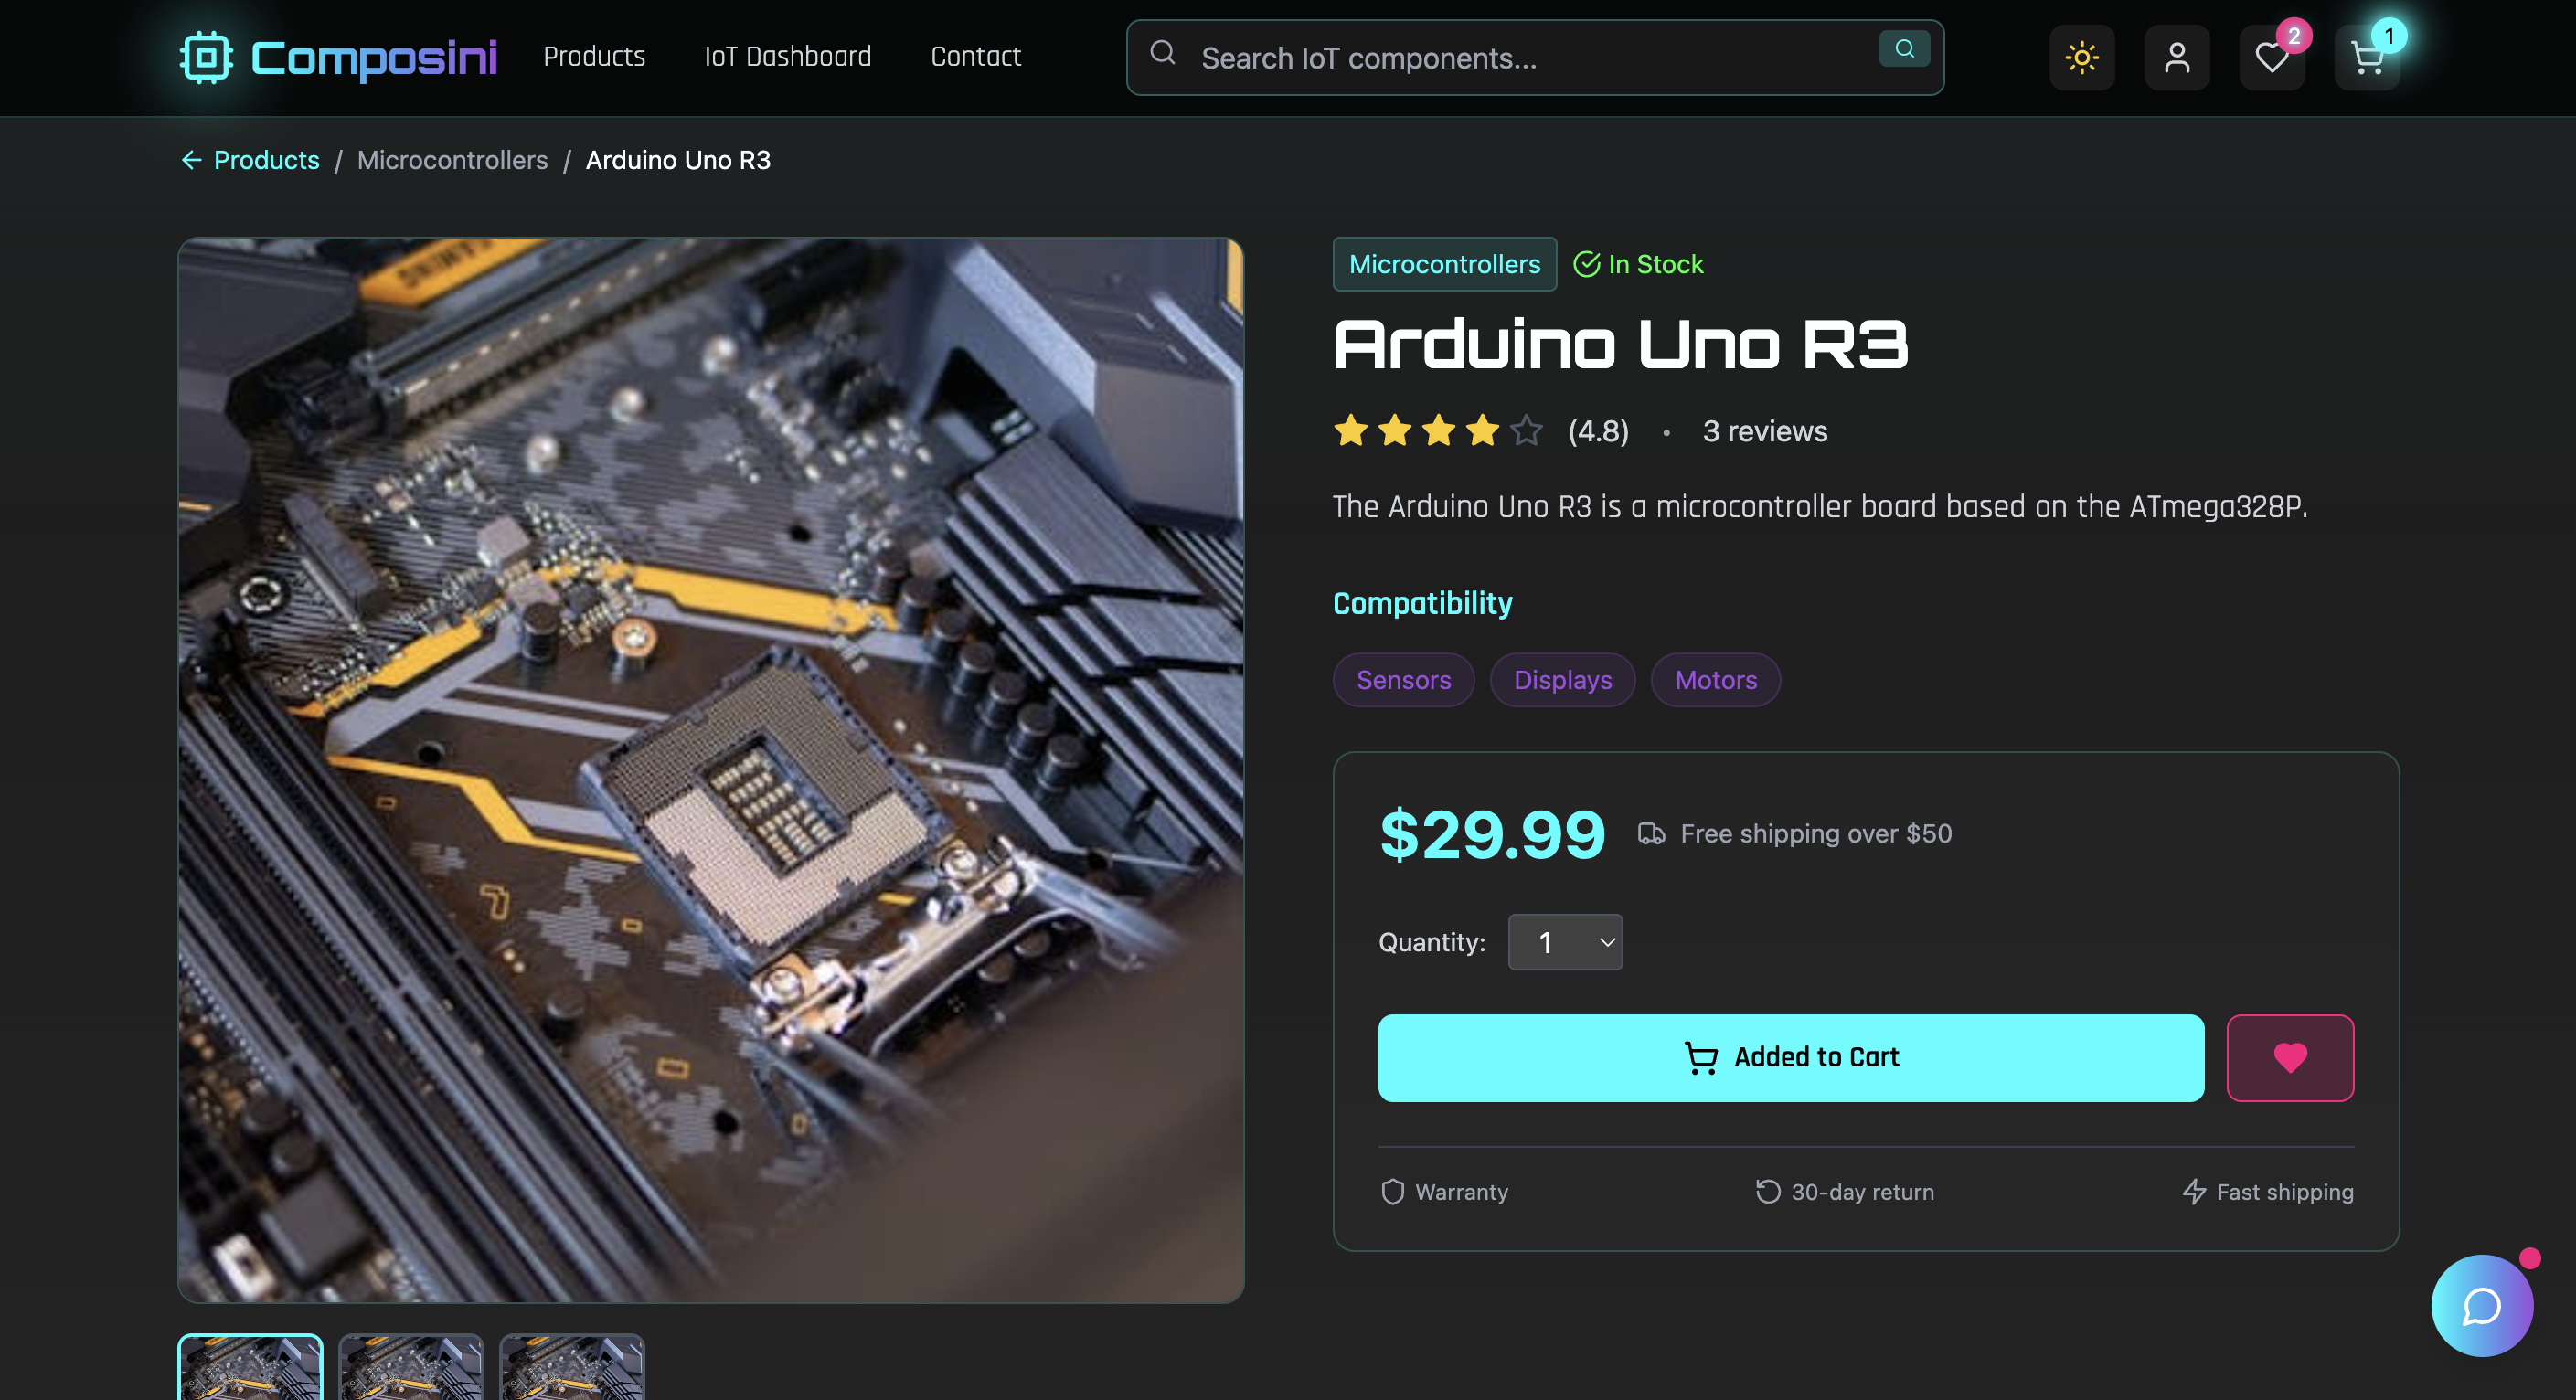 Composini
Products
IoT Dashboard
Contact
Search IoT components...
2
1
Products / Microcontrollers / Arduino Uno R3
Microcontrollers
In Stock
Arduino Uno R3
(4.8) • 3 reviews
The Arduino Uno R3 is a microcontroller board based on the ATmega328P.
Compatibility
Sensors
Displays
Motors
$29.99
Free shipping over $50
Quantity: 1
Added to Cart
Warranty
30-day return
Fast shipping